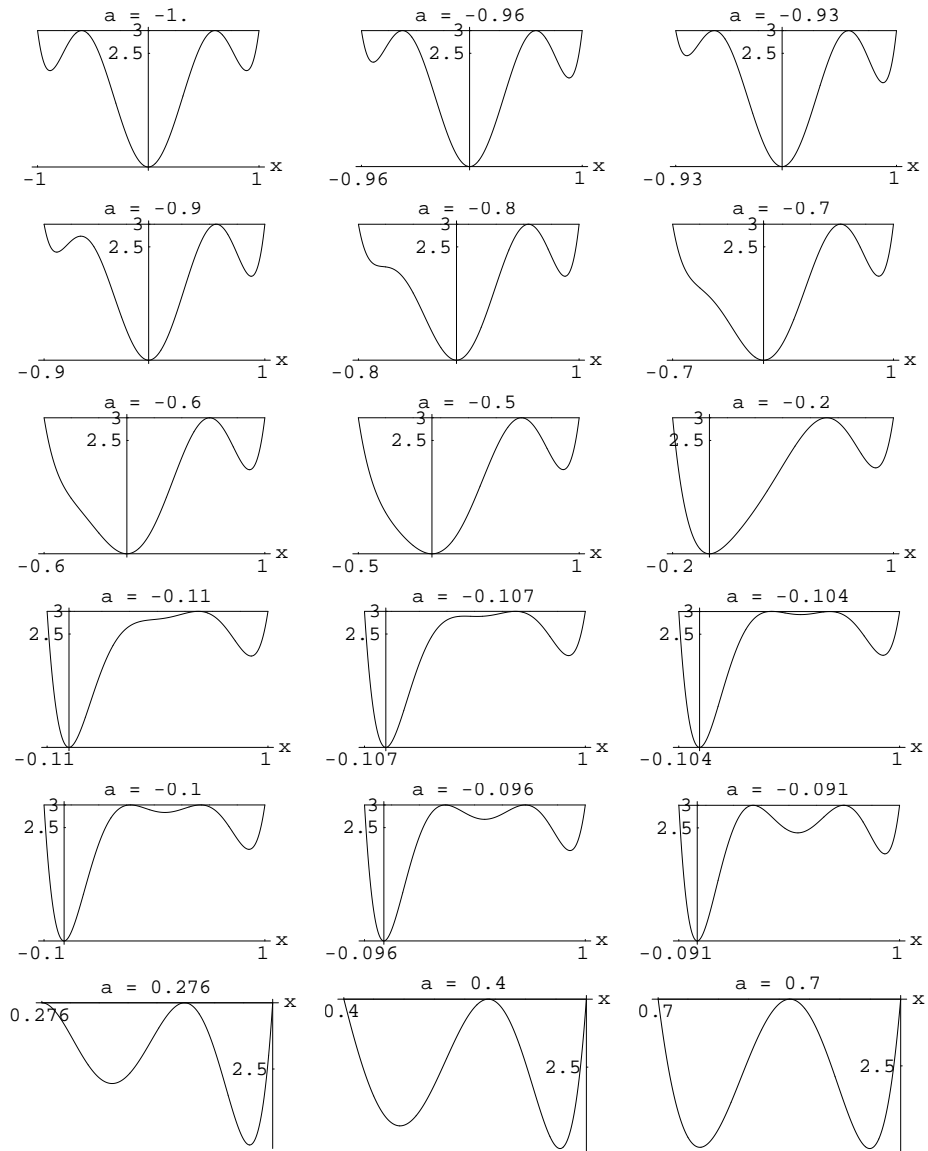 a = -1.
3
2.5
x
-1
1
a = -0.96
3
2.5
x
-0.96
1
a = -0.93
3
2.5
x
-0.93
1
a = -0.9
3
2.5
x
-0.9
1
a = -0.8
3
2.5
x
-0.8
1
a = -0.7
3
2.5
x
-0.7
1
a = -0.6
3
2.5
x
-0.6
1
a = -0.5
3
2.5
x
-0.5
1
a = -0.2
3
2.5
x
-0.2
1
a = -0.11
3
2.5
x
-0.11
1
a = -0.107
3
2.5
x
-0.107
1
a = -0.104
3
2.5
x
-0.104
1
a = -0.1
3
2.5
x
-0.1
1
a = -0.096
3
2.5
x
-0.096
1
a = -0.091
3
2.5
x
-0.091
1
a = 0.276
x
0.276
2.5
a = 0.4
x
0.4
2.5
a = 0.7
x
0.7
2.5